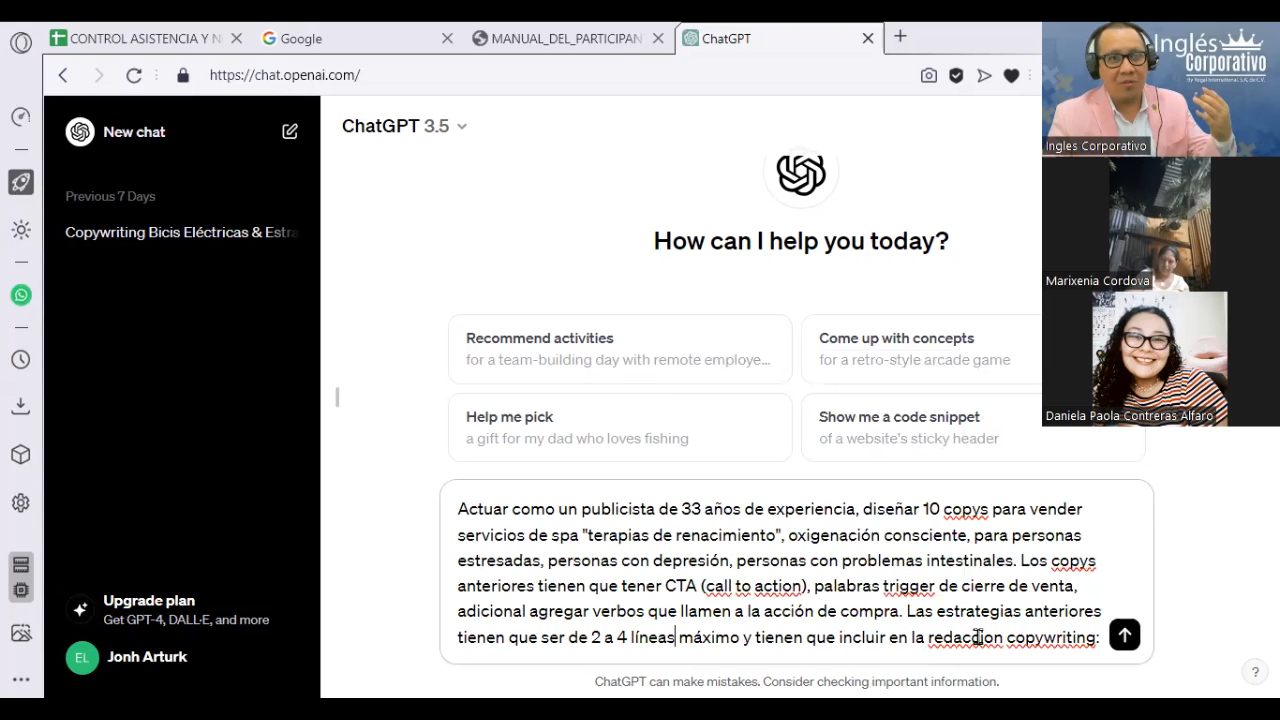 CONTROL ASISTENCIA Y N
Google
MANUAL_DEL_PARTICIPAN
ChatGPT
https://chat.openai.com/
New chat
Previous 7 Days
Copywriting Bicis Eléctricas & Estra
Upgrade plan
Get GPT-4, DALL·E, and more
EL
Jonh Arturk
ChatGPT 3.5
How can I help you today?
Recommend activities
for a team-building day with remote employe...
Come up with concepts
for a retro-style arcade game
Help me pick
a gift for my dad who loves fishing
Show me a code snippet
of a website's sticky header
Actuar como un publicista de 33 años de experiencia, diseñar 10 copys para vender
servicios de spa "terapias de renacimiento", oxigenación consciente, para personas
estresadas, personas con depresión, personas con problemas intestinales. Los copys
anteriores tienen que tener CTA (call to action), palabras trigger de cierre de venta,
adicional agregar verbos que llamen a la acción de compra. Las estrategias anteriores
tienen que ser de 2 a 4 líneas máximo y tienen que incluir en la redaccion copywriting:
ChatGPT can make mistakes. Consider checking important information.
?
Inglés
Corporativo
By Regal International, S.A. de C.V.
Ingles Corporativo
Marixenia Cordova
Daniela Paola Contreras Alfaro